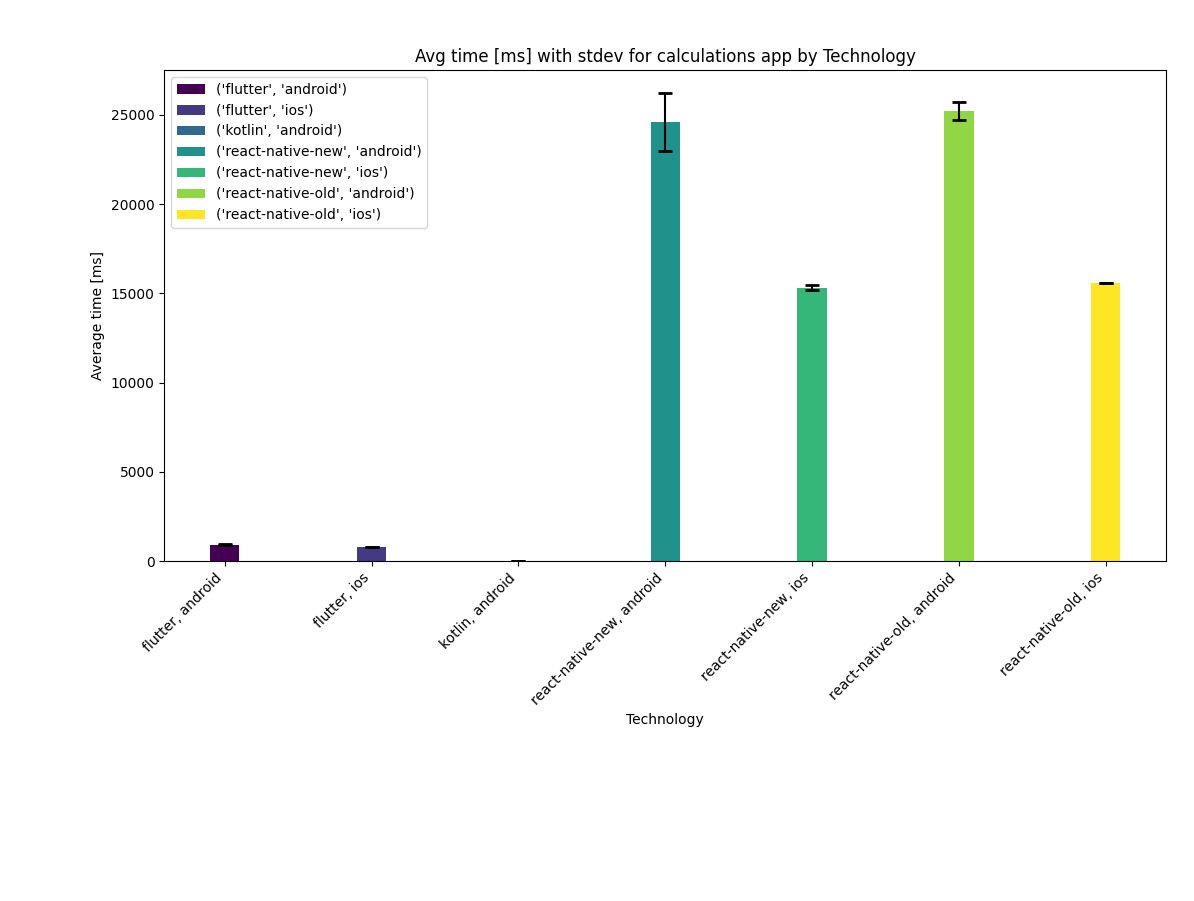 Avg time [ms] with stdev for calculations app by Technology
('flutter', 'android')
('flutter', 'ios')
('kotlin', 'android')
('react-native-new', 'android')
('react-native-new', 'ios')
('react-native-old', 'android')
('react-native-old', 'ios')
Average time [ms]
25000
20000
15000
10000
5000
0
flutter, android
flutter, ios
kotlin, android
react-native-new, android
react-native-new, ios
react-native-old, android
react-native-old, ios
Technology